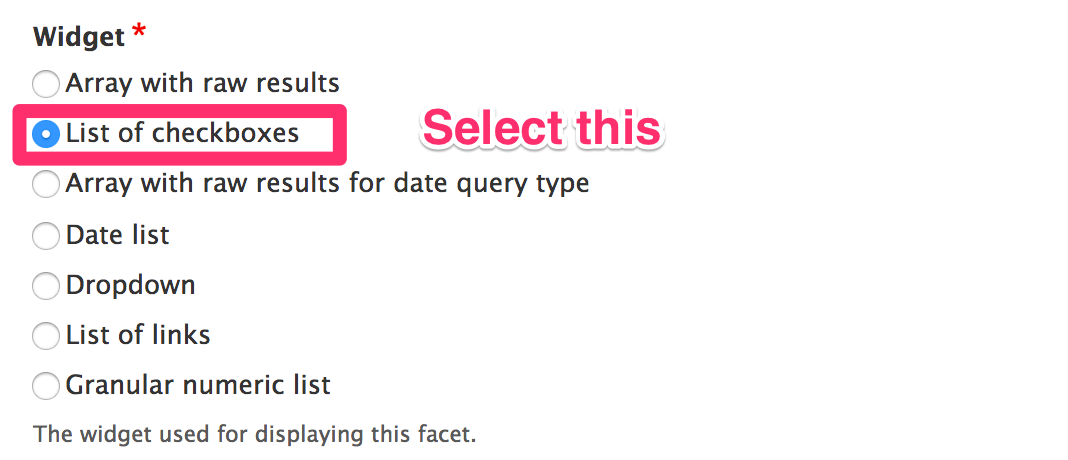 Widget *
Array with raw results
List of checkboxes
Select this
Array with raw results for date query type
Date list
Dropdown
List of links
Granular numeric list
The widget used for displaying this facet.